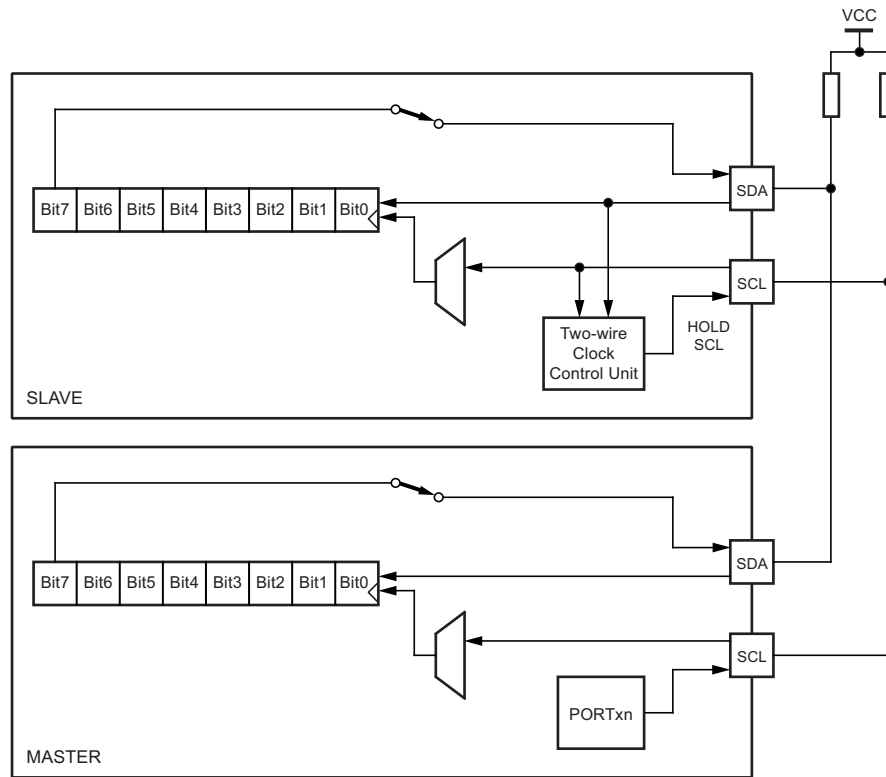 VCC
SDA
Bit7 Bit6 Bit5 Bit4 Bit3 Bit2 Bit1 Bit0
SCL
Two-wire
Clock
Control Unit
HOLD
SCL
SLAVE
SDA
Bit7 Bit6 Bit5 Bit4 Bit3 Bit2 Bit1 Bit0
SCL
PORTxn
MASTER